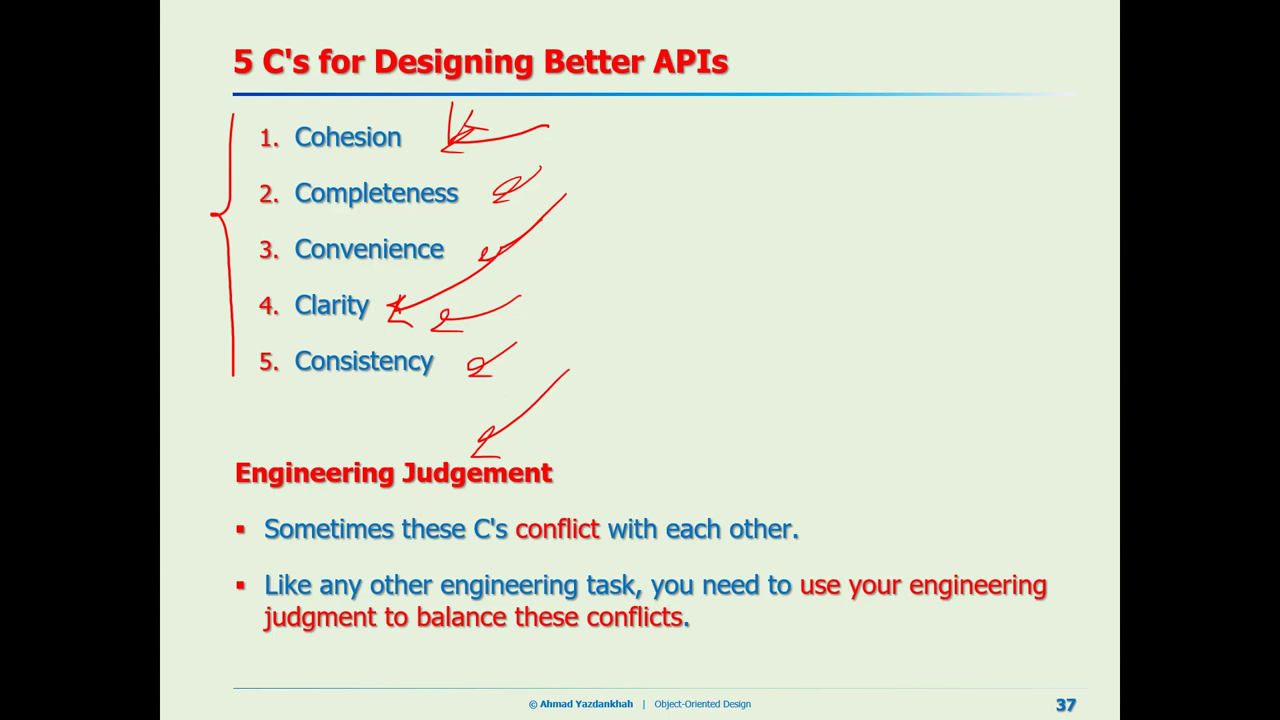 5 C's for Designing Better APIs
1. Cohesion
2. Completeness
3. Convenience
4. Clarity
5. Consistency
Engineering Judgement
▪ Sometimes these C's conflict with each other.
▪ Like any other engineering task, you need to use your engineering
judgment to balance these conflicts.
© Ahmad Yazdankhah | Object-Oriented Design
37